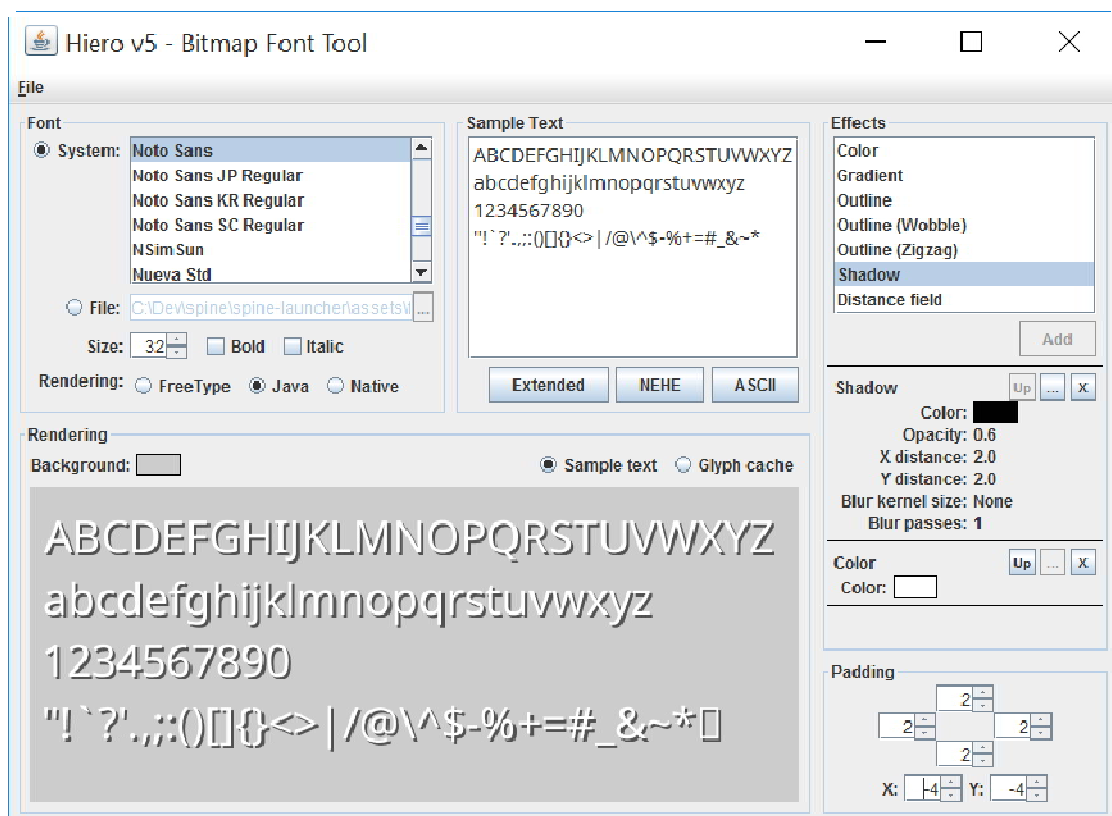 Hiero v5 - Bitmap Font Tool
File
Font
System:
Noto Sans
Noto Sans JP Regular
Noto Sans KR Regular
Noto Sans SC Regular
NSimSun
Nueva Std
File: C:\Dev\spine\spine-launcher\assets\ ...
Size: 32 Bold Italic
Rendering: FreeType Java Native
Sample Text
ABCDEFGHIJKLMNOPQRSTUVWXYZ
abcdefghijklmnopqrstuvwxyz
1234567890
"!`?'.,;:()[]{}<>|/@\^$-%+=#_&~*
Extended NEHE ASCII
Effects
Color
Gradient
Outline
Outline (Wobble)
Outline (Zigzag)
Shadow
Distance field
Add
Shadow Up ... X
Color:
Opacity: 0.6
X distance: 2.0
Y distance: 2.0
Blur kernel size: None
Blur passes: 1
Color Up ... X
Color:
Rendering
Background: Sample text Glyph cache
ABCDEFGHIJKLMNOPQRSTUVWXYZ
abcdefghijklmnopqrstuvwxyz
1234567890
"!`?'.,;:()[]{}<>|/@\^$-%+=#_&~*
Padding
2
2 2
2
X: -4 Y: -4